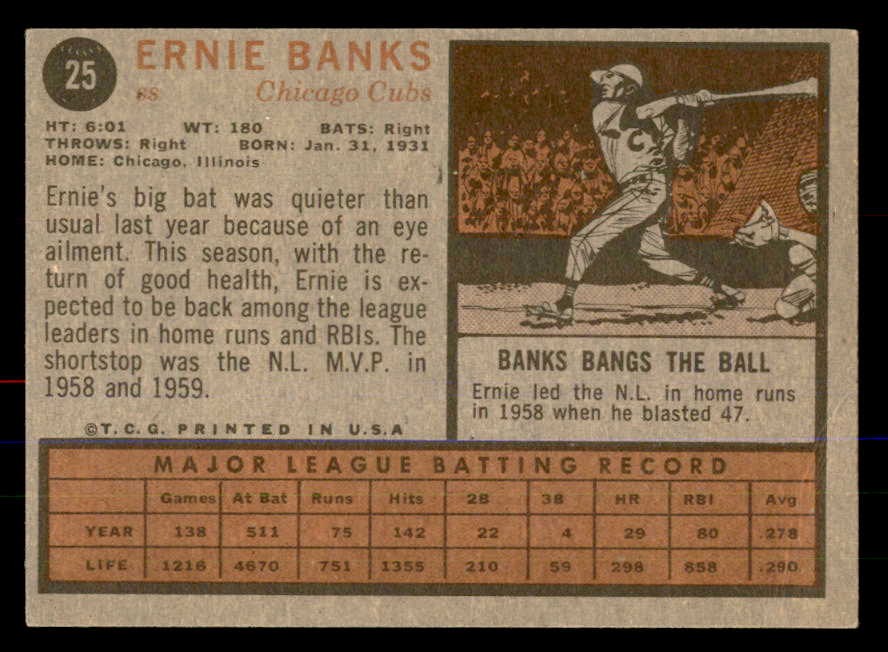 25
ERNIE BANKS
ss Chicago Cubs
HT: 6:01 WT: 180 BATS: Right
THROWS: Right BORN: Jan. 31, 1931
HOME: Chicago, Illinois
Ernie's big bat was quieter than
usual last year because of an eye
ailment. This season, with the re-
turn of good health, Ernie is ex-
pected to be back among the league
leaders in home runs and RBIs. The
shortstop was the N.L. M.V.P. in
1958 and 1959.
©T.C.G. PRINTED IN U.S.A
C
BANKS BANGS THE BALL
Ernie led the N.L. in home runs
in 1958 when he blasted 47.
MAJOR LEAGUE BATTING RECORD
Games At Bat Runs Hits 2B 3B HR RBI Avg
YEAR 138 511 75 142 22 4 29 80 .278
LIFE 1216 4670 751 1355 210 59 298 858 .290